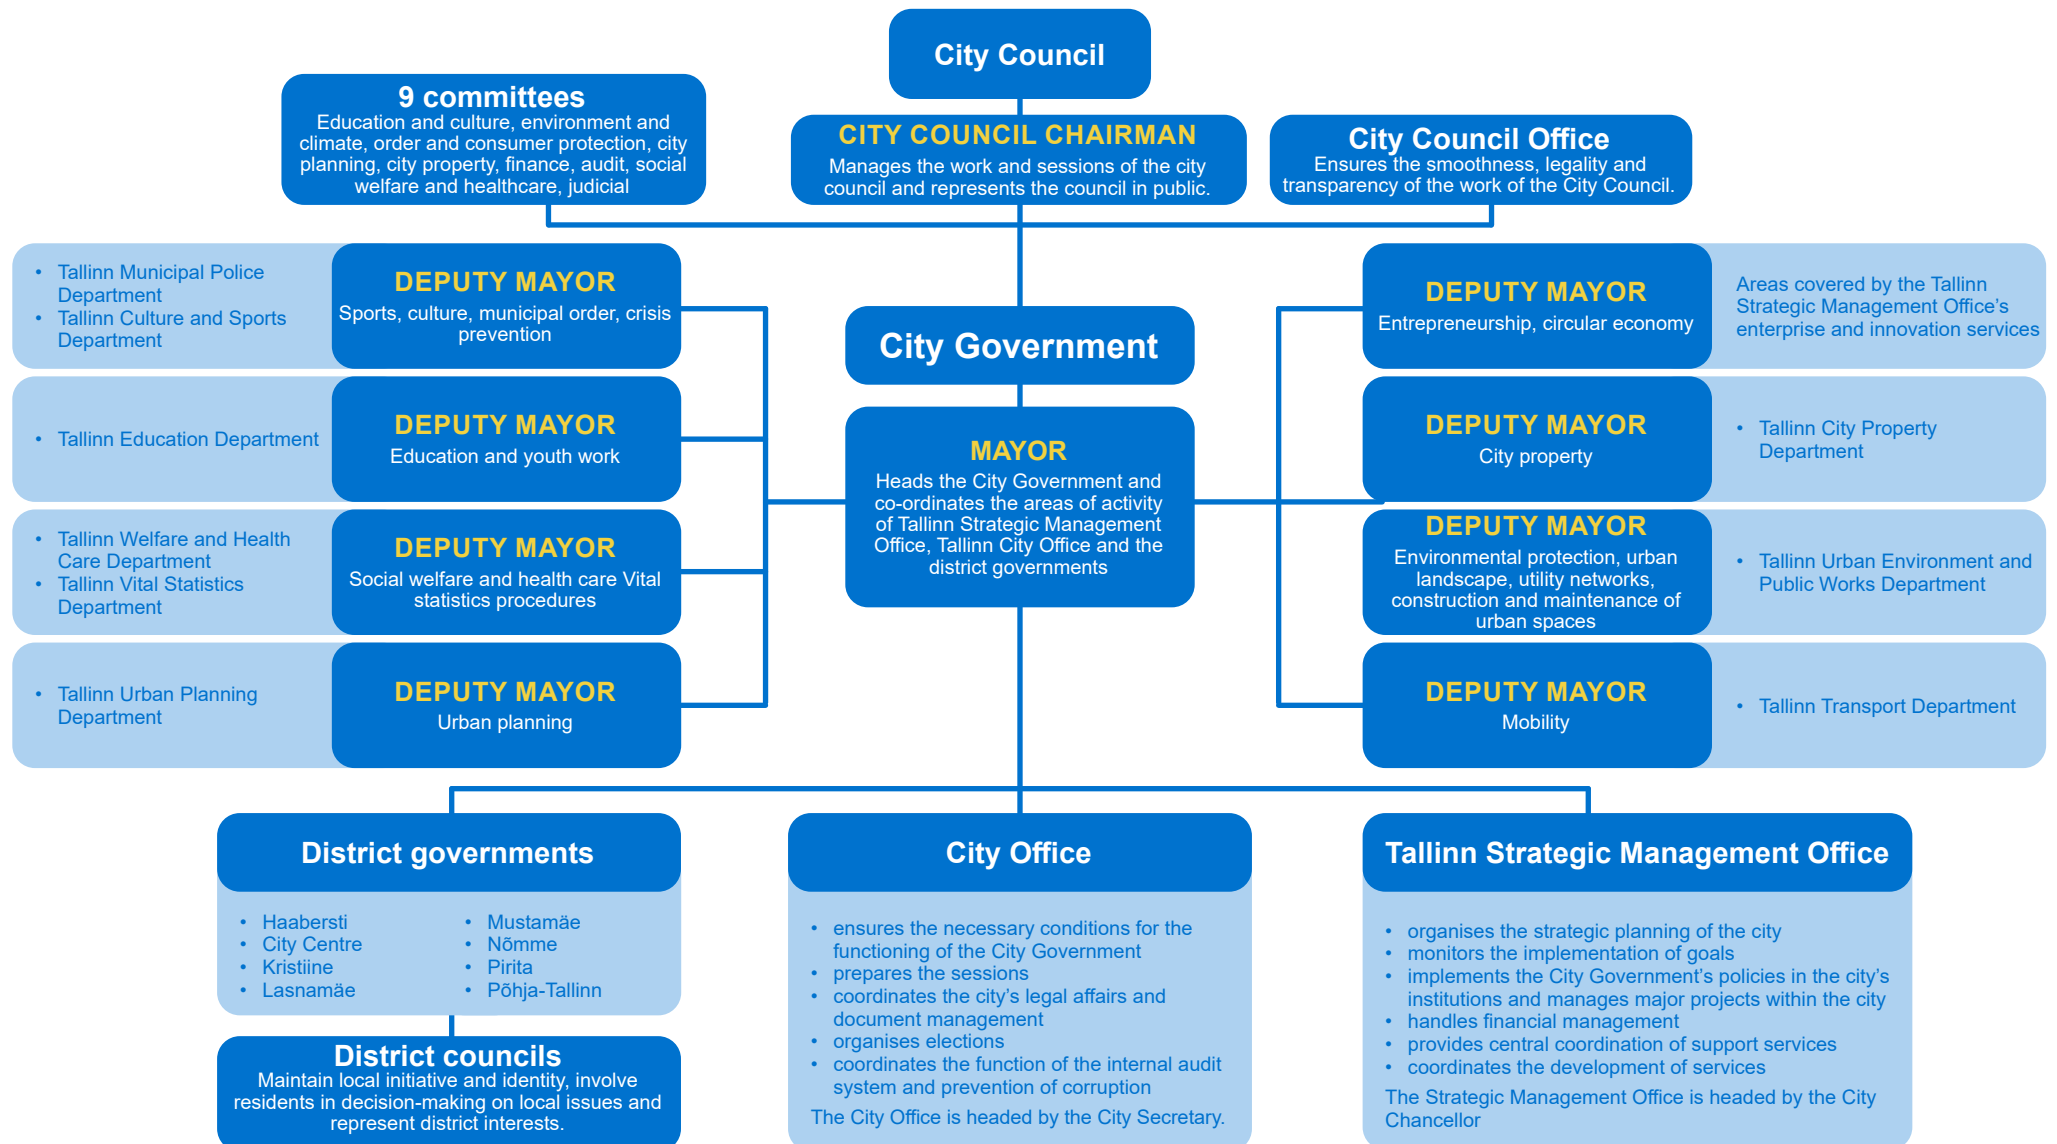 City Council
9 committees
Education and culture, environment and
climate, order and consumer protection, city
planning, city property, finance, audit, social
welfare and healthcare, judicial
CITY COUNCIL CHAIRMAN
Manages the work and sessions of the city
council and represents the council in public.
City Council Office
Ensures the smoothness, legality and
transparency of the work of the City Council.
• Tallinn Municipal Police
Department
• Tallinn Culture and Sports
Department
DEPUTY MAYOR
Sports, culture, municipal order, crisis
prevention
• Tallinn Education Department
DEPUTY MAYOR
Education and youth work
• Tallinn Welfare and Health
Care Department
• Tallinn Vital Statistics
Department
DEPUTY MAYOR
Social welfare and health care Vital
statistics procedures
• Tallinn Urban Planning
Department
DEPUTY MAYOR
Urban planning
City Government
MAYOR
Heads the City Government and
co-ordinates the areas of activity
of Tallinn Strategic Management
Office, Tallinn City Office and the
district governments
DEPUTY MAYOR
Entrepreneurship, circular economy
Areas covered by the Tallinn
Strategic Management Office’s
enterprise and innovation services
DEPUTY MAYOR
City property
• Tallinn City Property
Department
DEPUTY MAYOR
Environmental protection, urban
landscape, utility networks,
construction and maintenance of
urban spaces
• Tallinn Urban Environment and
Public Works Department
DEPUTY MAYOR
Mobility
• Tallinn Transport Department
District governments
• Haabersti
• City Centre
• Kristiine
• Lasnamäe
• Mustamäe
• Nõmme
• Pirita
• Põhja-Tallinn
District councils
Maintain local initiative and identity, involve
residents in decision-making on local issues and
represent district interests.
City Office
• ensures the necessary conditions for the
functioning of the City Government
• prepares the sessions
• coordinates the city’s legal affairs and
document management
• organises elections
• coordinates the function of the internal audit
system and prevention of corruption
The City Office is headed by the City Secretary.
Tallinn Strategic Management Office
• organises the strategic planning of the city
• monitors the implementation of goals
• implements the City Government’s policies in the city’s
institutions and manages major projects within the city
• handles financial management
• provides central coordination of support services
• coordinates the development of services
The Strategic Management Office is headed by the City
Chancellor